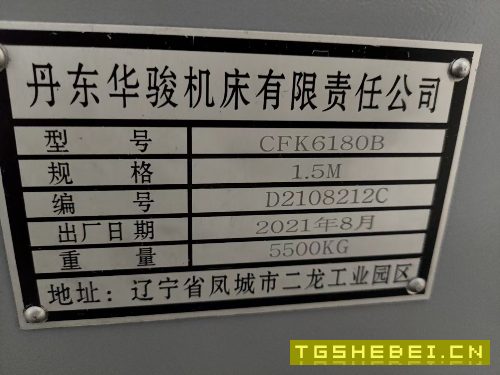 丹东华骏机床有限责任公司
型号 CFK6180B
规格 1.5M
编号 D2108212C
出厂日期 2021年8月
重量 5500KG
地址: 辽宁省凤城市二龙工业园区
TGSHEBEI.CN